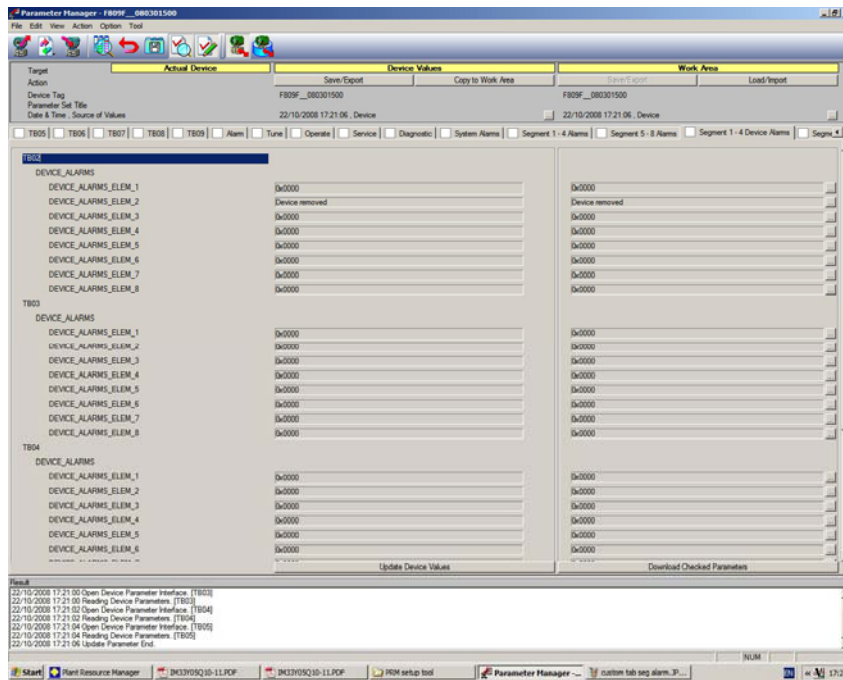 Parameter Manager - F809F__080301500
File Edit View Action Option Tool
Target Actual Device Device Values Work Area
Action Save/Export Copy to Work Area Save/Export Load/Import
Device Tag F809F__080301500 F809F__080301500
Parameter Set Title
Date & Time , Source of Values 22/10/2008 17:21:06 , Device 22/10/2008 17:21:06 , Device
TB05 TB06 TB07 TB08 TB09 Alarm Tune Operate Service Diagnostic System Alarms Segment 1 - 4 Alarms Segment 5 - 8 Alarms Segment 1 - 4 Device Alarms
TB02
DEVICE_ALARMS
DEVICE_ALARMS_ELEM_1 0x0000 0x0000
DEVICE_ALARMS_ELEM_2 Device removed Device removed
DEVICE_ALARMS_ELEM_3 0x0000 0x0000
DEVICE_ALARMS_ELEM_4 0x0000 0x0000
DEVICE_ALARMS_ELEM_5 0x0000 0x0000
DEVICE_ALARMS_ELEM_6 0x0000 0x0000
DEVICE_ALARMS_ELEM_7 0x0000 0x0000
DEVICE_ALARMS_ELEM_8 0x0000 0x0000
TB03
DEVICE_ALARMS
DEVICE_ALARMS_ELEM_1 0x0000 0x0000
DEVICE_ALARMS_ELEM_2 0x0000 0x0000
DEVICE_ALARMS_ELEM_3 0x0000 0x0000
DEVICE_ALARMS_ELEM_4 0x0000 0x0000
DEVICE_ALARMS_ELEM_5 0x0000 0x0000
DEVICE_ALARMS_ELEM_6 0x0000 0x0000
DEVICE_ALARMS_ELEM_7 0x0000 0x0000
DEVICE_ALARMS_ELEM_8 0x0000 0x0000
TB04
DEVICE_ALARMS
DEVICE_ALARMS_ELEM_1 0x0000 0x0000
DEVICE_ALARMS_ELEM_2 0x0000 0x0000
DEVICE_ALARMS_ELEM_3 0x0000 0x0000
DEVICE_ALARMS_ELEM_4 0x0000 0x0000
DEVICE_ALARMS_ELEM_5 0x0000 0x0000
DEVICE_ALARMS_ELEM_6 0x0000 0x0000
Update Device Values Download Checked Parameters
Result
22/10/2008 17:21:00 Open Device Parameter Interface. [TB03]
22/10/2008 17:21:00 Reading Device Parameters. [TB03]
22/10/2008 17:21:02 Open Device Parameter Interface. [TB04]
22/10/2008 17:21:02 Reading Device Parameters. [TB04]
22/10/2008 17:21:04 Open Device Parameter Interface. [TB05]
22/10/2008 17:21:04 Reading Device Parameters. [TB05]
22/10/2008 17:21:06 Update Parameter End.
NUM
Start Plant Resource Manager IM33Y05Q10-11.PDF IM33Y05Q10-11.PDF PRM setup tool Parameter Manager -... custom tab seg alarm.JP... EN